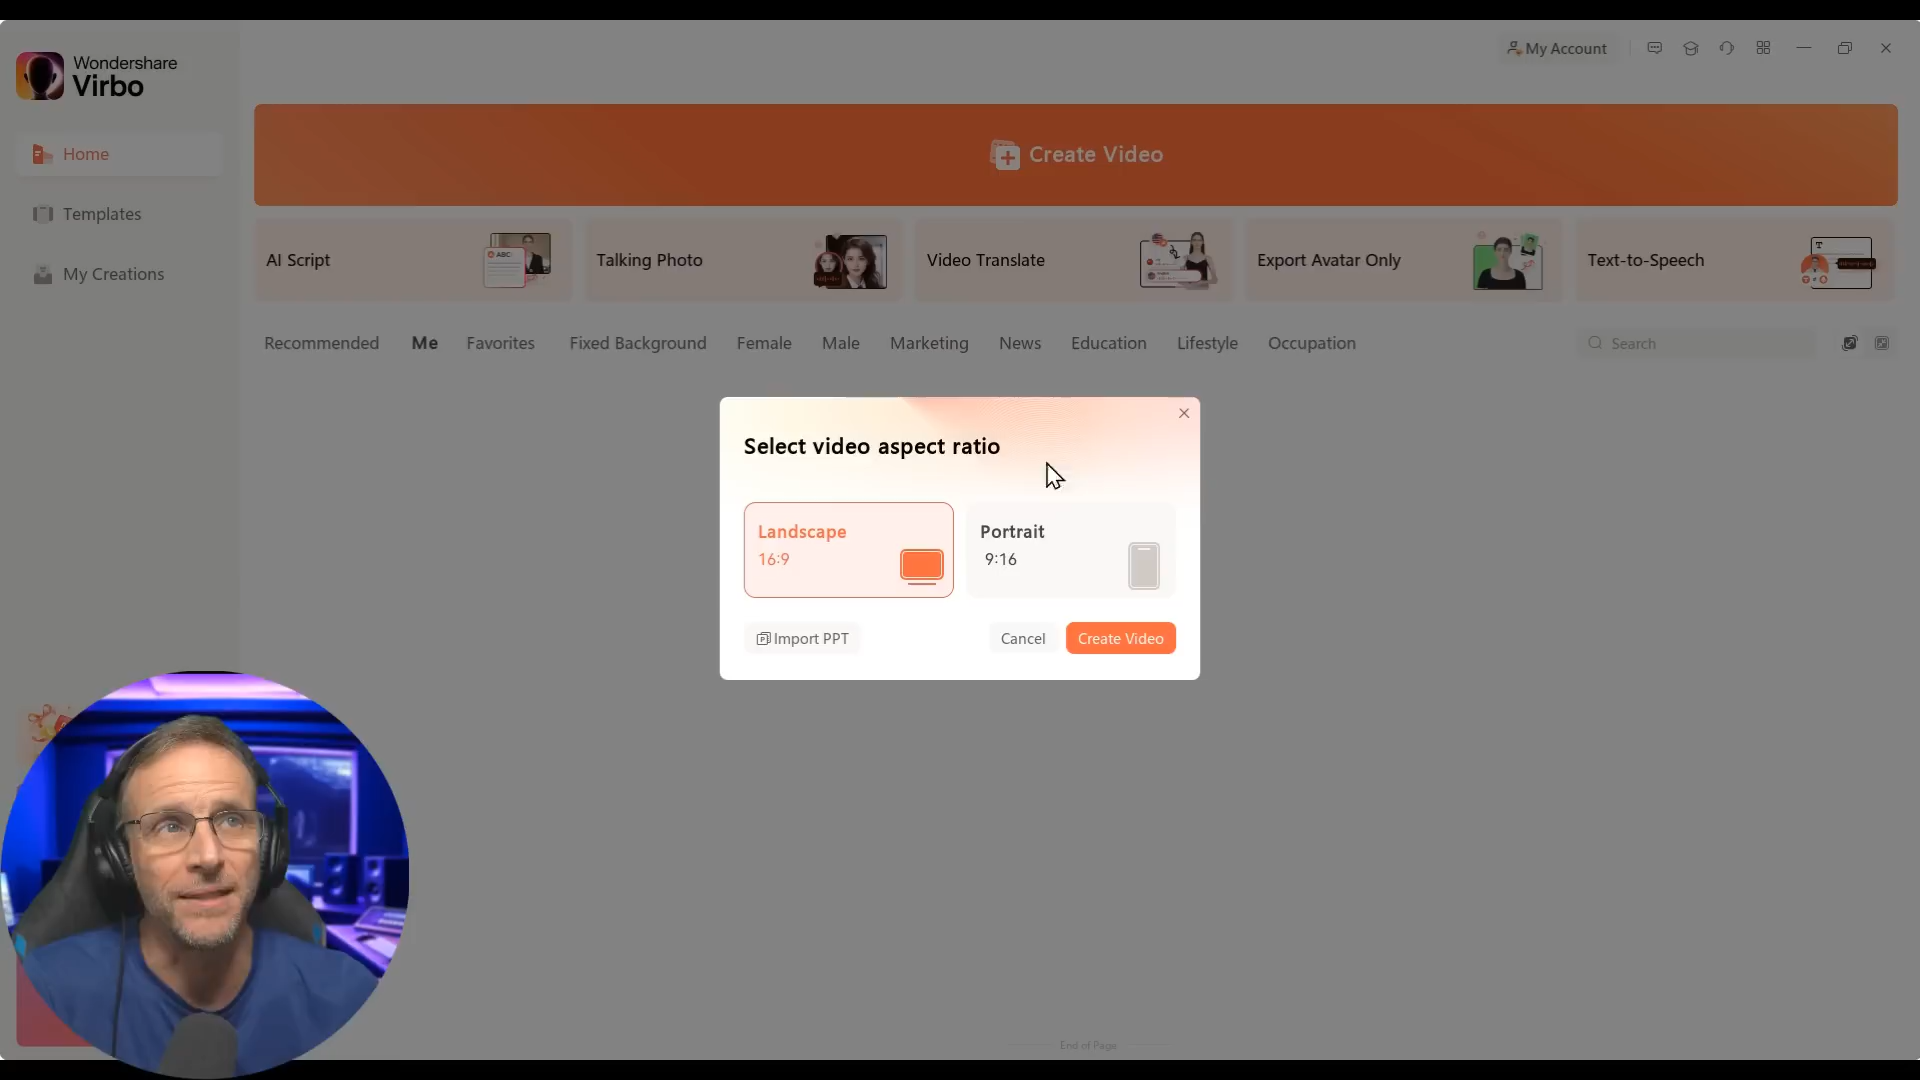 Wondershare
Virbo
My Account
Home
Templates
My Creations
Create Video
AI Script
ABC
Talking Photo
Video Translate
Export Avatar Only
Text-to-Speech
T
Recommended
Me
Favorites
Fixed Background
Female
Male
Marketing
News
Education
Lifestyle
Occupation
Search
Select video aspect ratio
Landscape
16:9
Portrait
9:16
Import PPT
Cancel
Create Video
End of Page